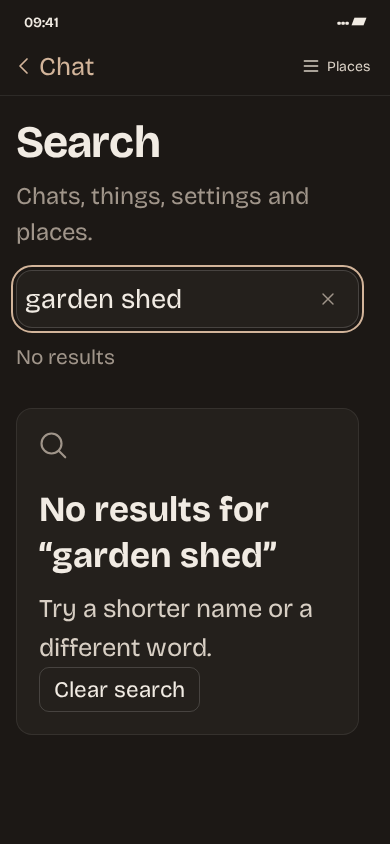 09:41
Chat
Places
Search
Chats, things, settings and
places.
garden shed
No results
No results for
“garden shed”
Try a shorter name or a
different word.
Clear search